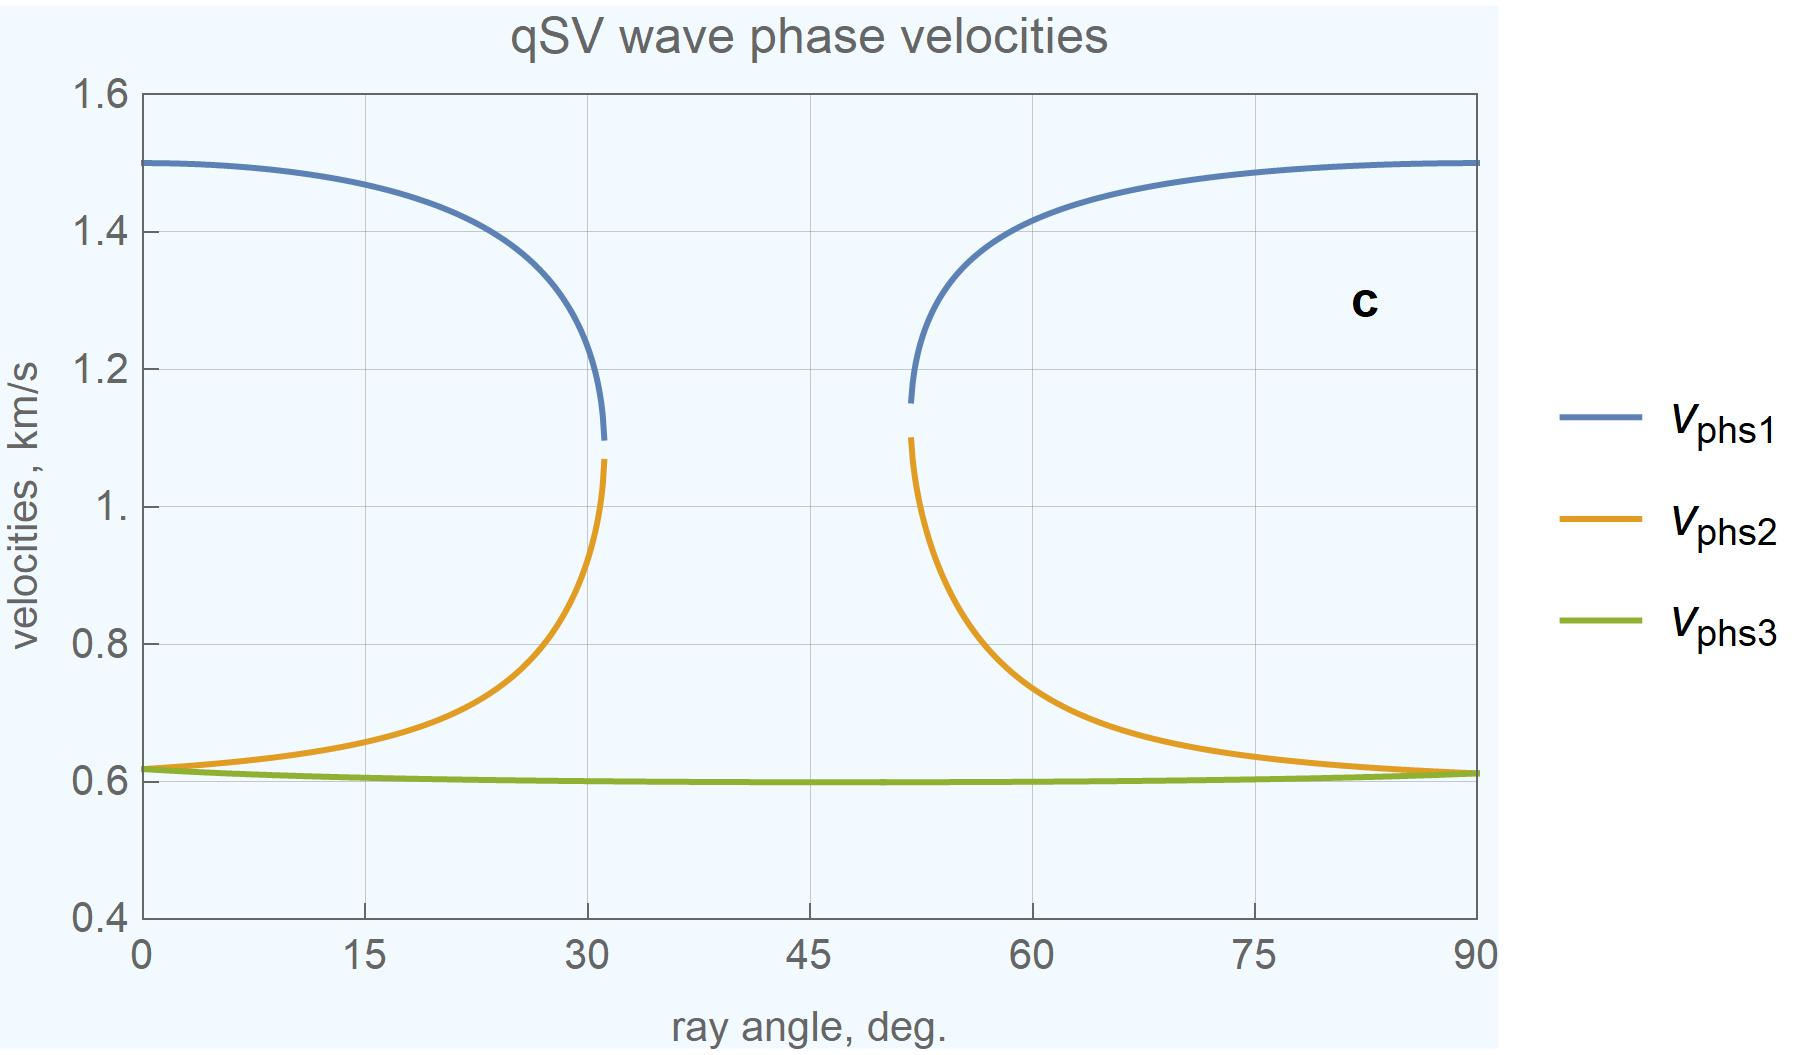 qSV wave phase velocities
1.6
1.4
1.2
1.
0.8
0.6
0.4
velocities, km/s
0 15 30 45 60 75 90
ray angle, deg.
c
vphs1
vphs2
vphs3